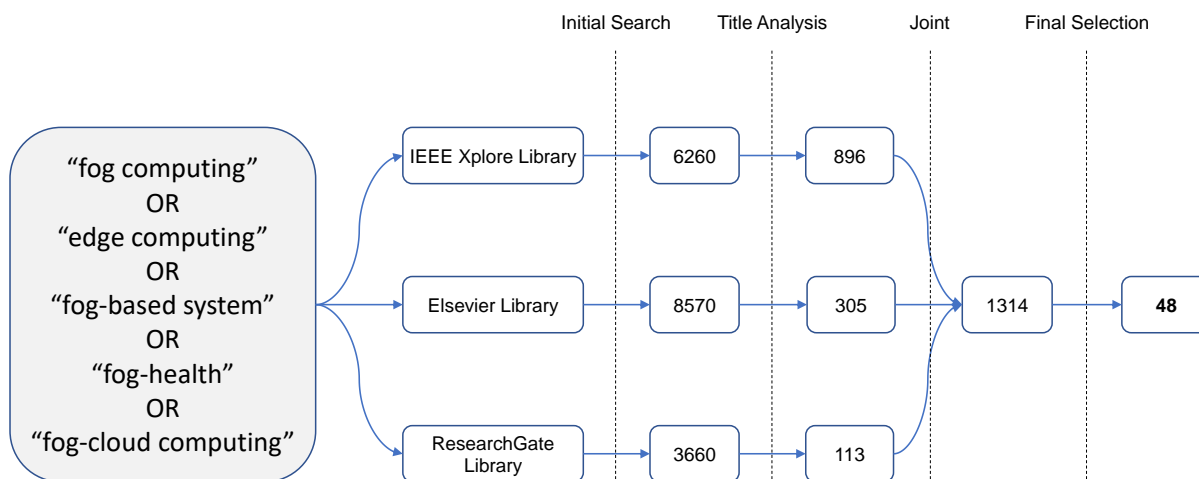 Initial Search
Title Analysis
Joint
Final Selection
“fog computing”
OR
“edge computing”
OR
“fog-based system”
OR
“fog-health”
OR
“fog-cloud computing”
IEEE Xplore Library
6260
896
Elsevier Library
8570
305
1314
48
ResearchGate
Library
3660
113